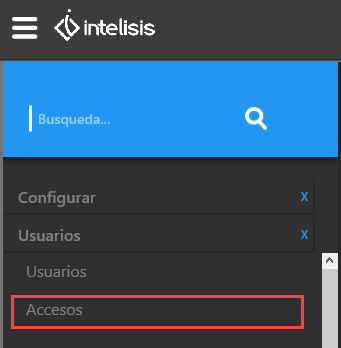 intelisis
Busqueda...
Configurar x
Usuarios x
Usuarios
Accesos